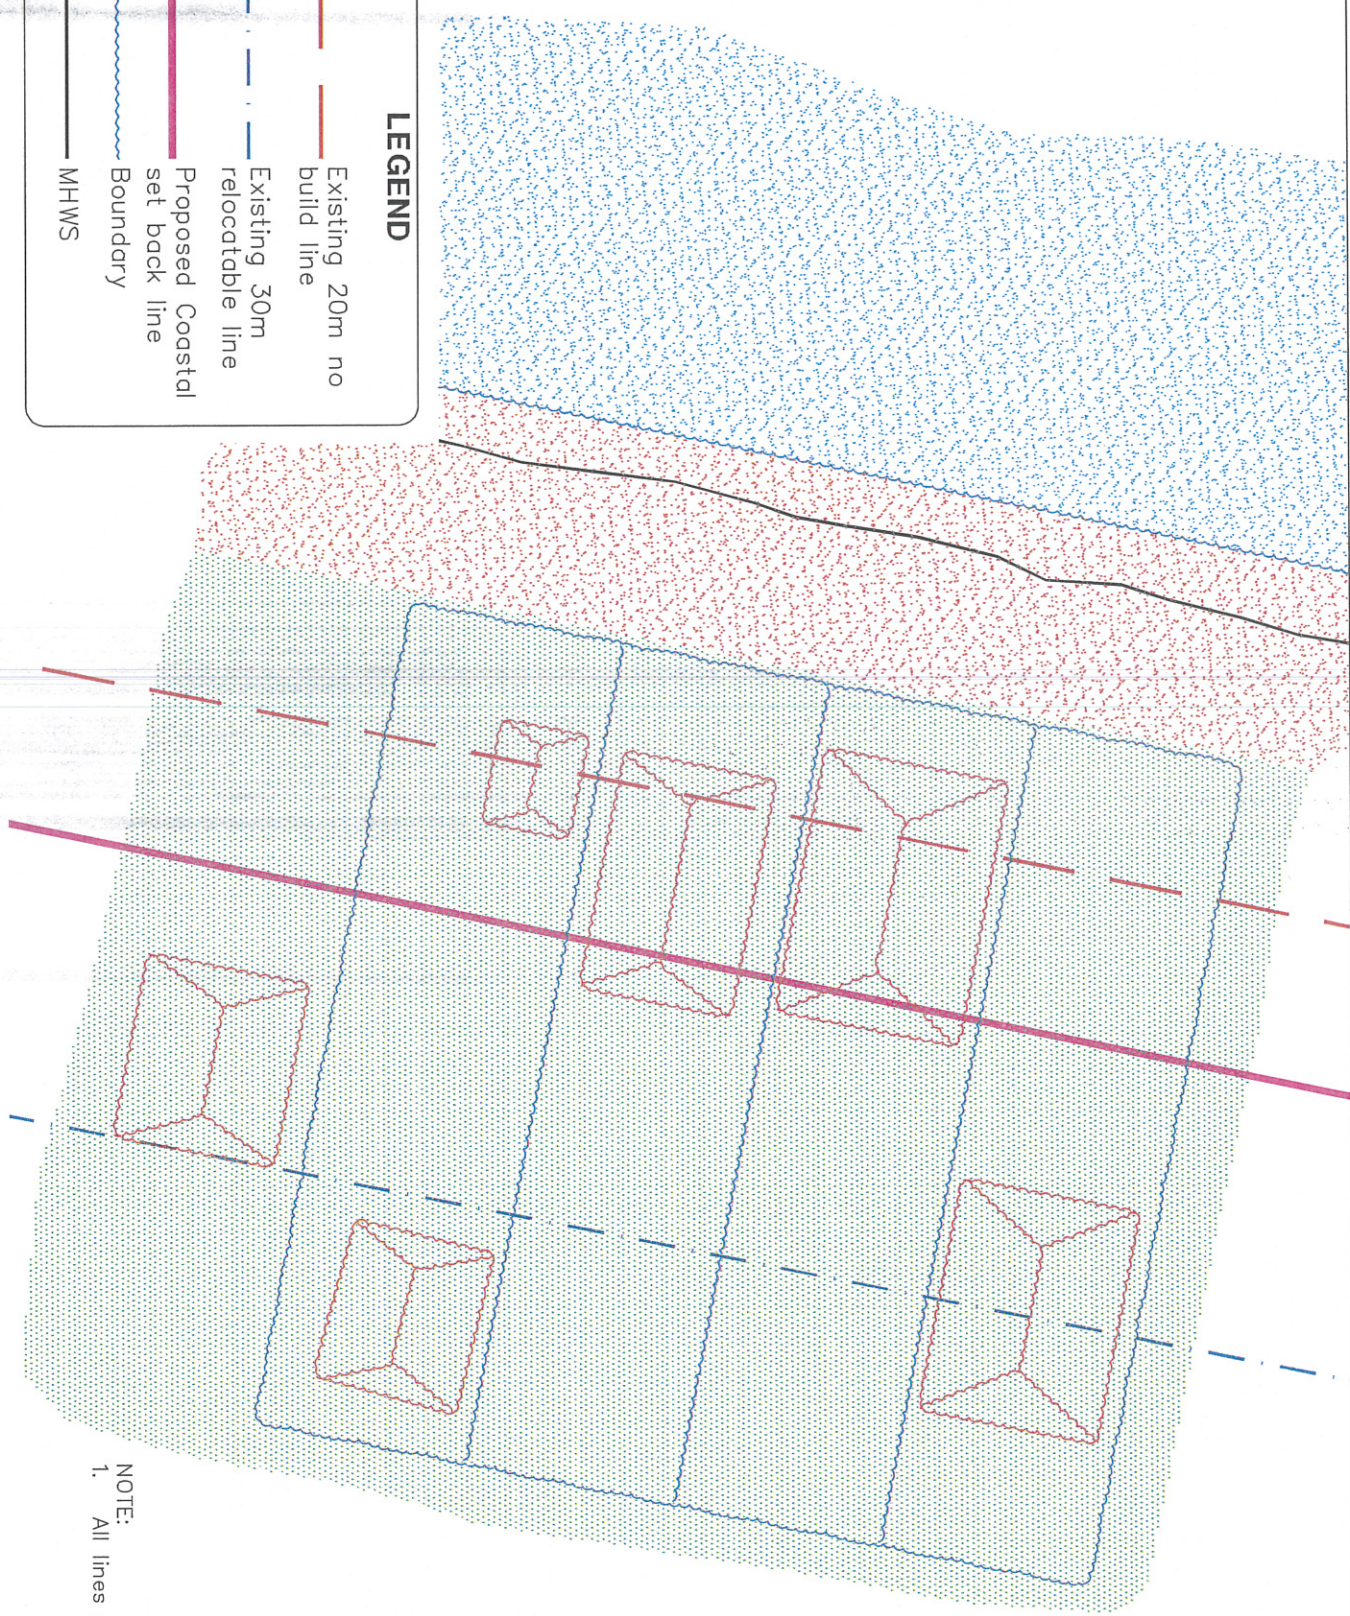 LEGEND
Existing 20m no
build line
Existing 30m
relocatable line
Proposed Coastal
set back line
Boundary
MHWS
NOTE:
1. All lines